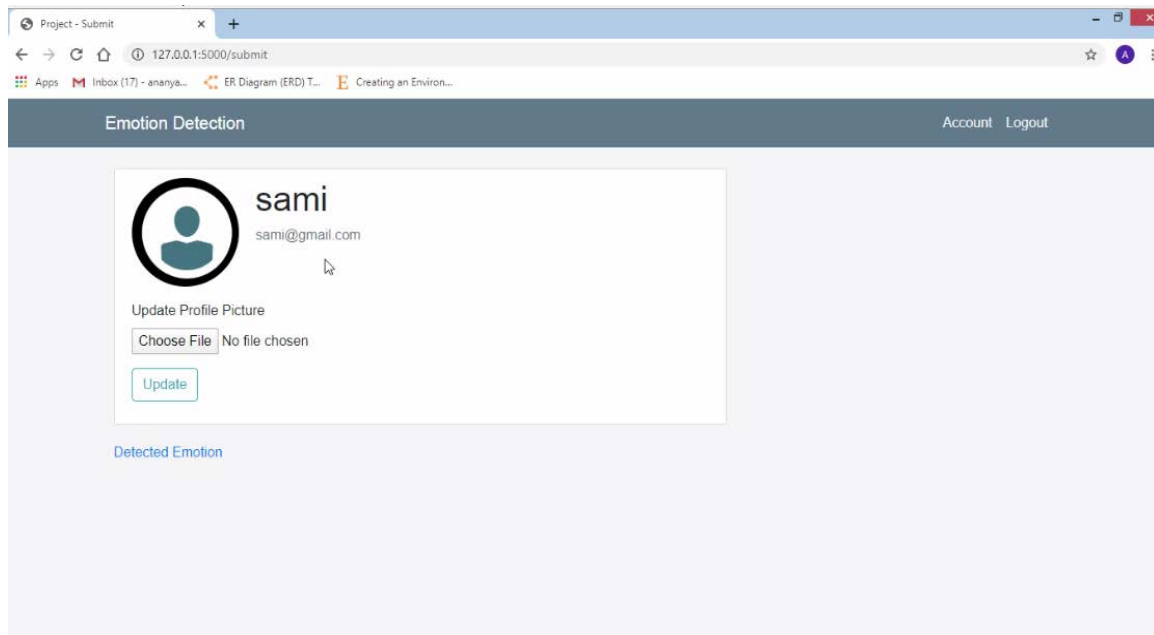 Project - Submit
127.0.0.1:5000/submit
A
Apps Inbox (17) - ananya... ER Diagram (ERD) T... E Creating an Environ...
Emotion Detection Account Logout
sami
sami@gmail.com
Update Profile Picture
Choose File No file chosen
Update
Detected Emotion